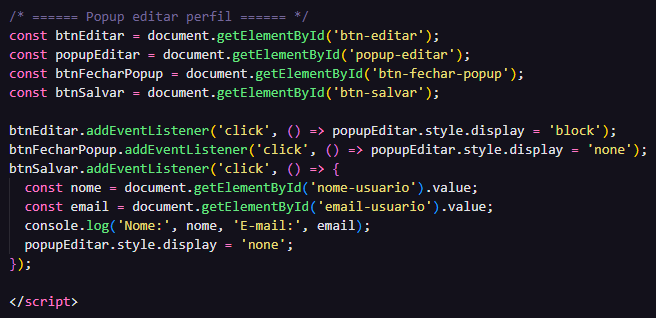 /* ====== Popup editar perfil ====== */
const btnEditar = document.getElementById('btn-editar');
const popupEditar = document.getElementById('popup-editar');
const btnFecharPopup = document.getElementById('btn-fechar-popup');
const btnSalvar = document.getElementById('btn-salvar');

btnEditar.addEventListener('click', () => popupEditar.style.display = 'block');
btnFecharPopup.addEventListener('click', () => popupEditar.style.display = 'none');
btnSalvar.addEventListener('click', () => {
  const nome = document.getElementById('nome-usuario').value;
  const email = document.getElementById('email-usuario').value;
  console.log('Nome:', nome, 'E-mail:', email);
  popupEditar.style.display = 'none';
});

</script>